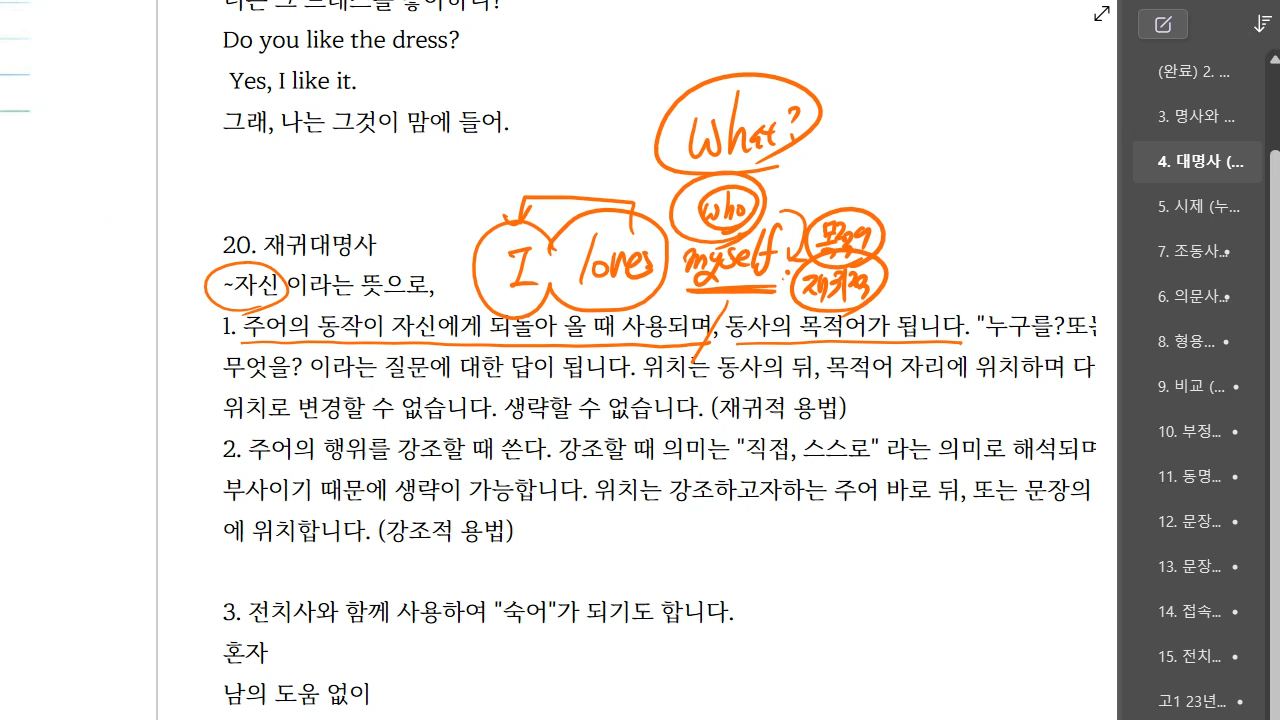 나는 그 드레스를 좋아하니?
Do you like the dress?
Yes, I like it.
그래, 나는 그것이 맘에 들어.
What?
who
I loves myself 목적어
재귀적
20. 재귀대명사
~자신 이라는 뜻으로,
1. 주어의 동작이 자신에게 되돌아 올 때 사용되며, 동사의 목적어가 됩니다. "누구를?또는
무엇을? 이라는 질문에 대한 답이 됩니다. 위치는 동사의 뒤, 목적어 자리에 위치하며 다
위치로 변경할 수 없습니다. 생략할 수 없습니다. (재귀적 용법)
2. 주어의 행위를 강조할 때 쓴다. 강조할 때 의미는 "직접, 스스로" 라는 의미로 해석되며
부사이기 때문에 생략이 가능합니다. 위치는 강조하고자하는 주어 바로 뒤, 또는 문장의
에 위치합니다. (강조적 용법)
3. 전치사와 함께 사용하여 "숙어"가 되기도 합니다.
혼자
남의 도움 없이
(완료) 2. ...
3. 명사와 ...
4. 대명사 (...
5. 시제 (누...
7. 조동사...
6. 의문사...
8. 형용...
9. 비교 (...
10. 부정...
11. 동명...
12. 문장...
13. 문장...
14. 접속...
15. 전치...
고1 23년...